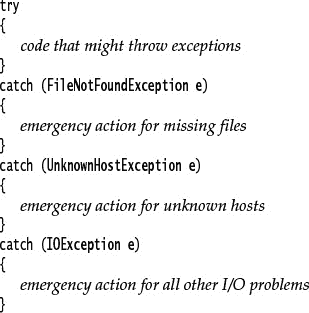 try
{
code that might throw exceptions
}
catch (FileNotFoundException e)
{
emergency action for missing files
}
catch (UnknownHostException e)
{
emergency action for unknown hosts
}
catch (IOException e)
{
emergency action for all other I/O problems
}